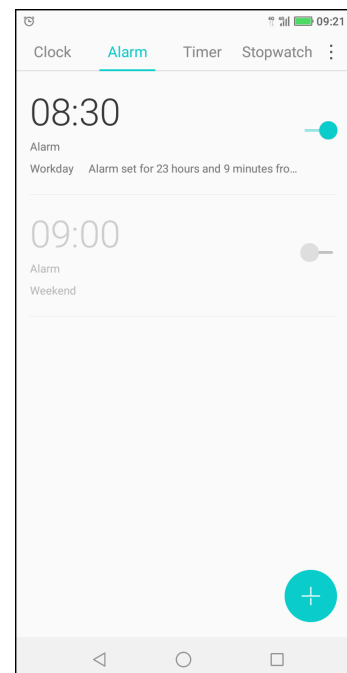 09:21
Clock Alarm Timer Stopwatch
08:30
Alarm
Workday Alarm set for 23 hours and 9 minutes fro...
09:00
Alarm
Weekend